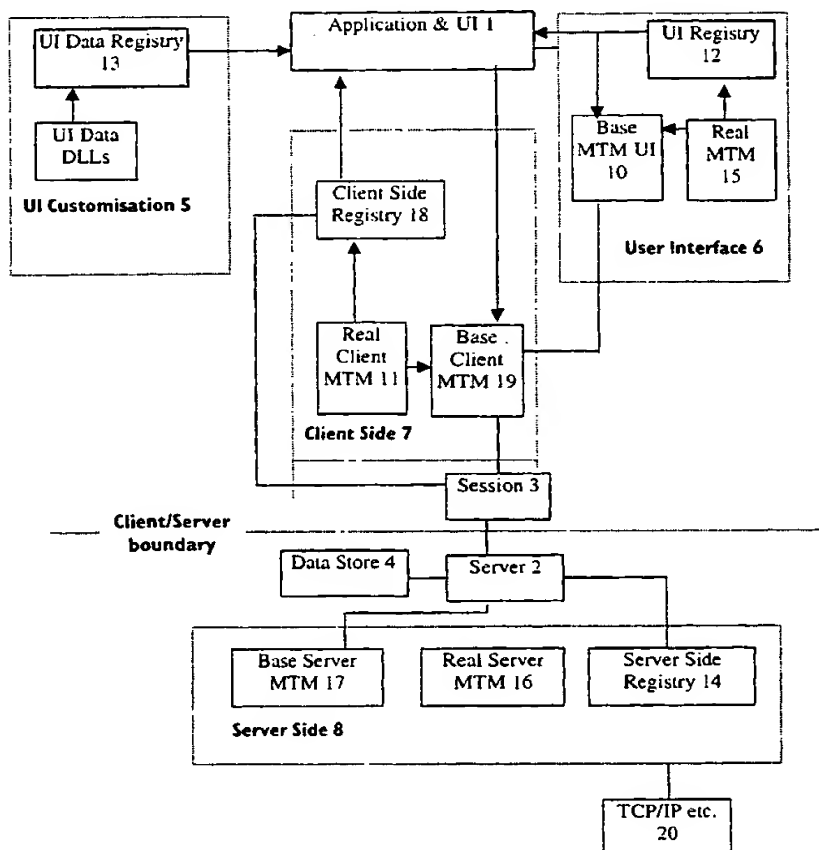 UI Data Registry
13
UI Data
DLLs
UI Customisation 5
Application & UI 1
UI Registry
12
Base
MTM UI
10
Real
MTM
15
User Interface 6
Client Side
Registry 18
Real
Client
MTM 11
Base .
Client
MTM 19
Client Side 7
Session 3
Client/Server
boundary
Data Store 4
Server 2
Base Server
MTM 17
Real Server
MTM 16
Server Side
Registry 14
Server Side 8
TCP/IP etc.
20